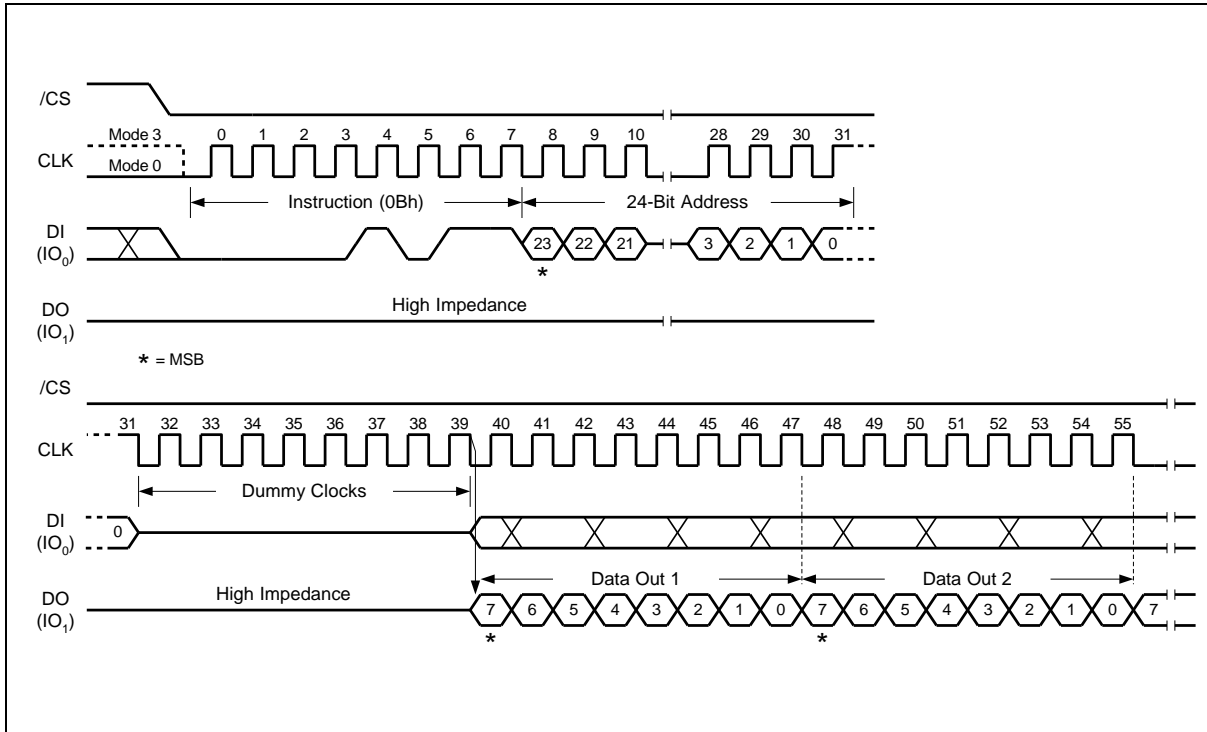 /CS
Mode 3
0 1 2 3 4 5 6 7 8 9 10 28 29 30 31
CLK
Mode 0
Instruction (0Bh) 24-Bit Address
DI
(IO0)
23 22 21 3 2 1 0
*
High Impedance
DO
(IO1)
* = MSB
/CS
31 32 33 34 35 36 37 38 39 40 41 42 43 44 45 46 47 48 49 50 51 52 53 54 55
CLK
Dummy Clocks
DI
(IO0)
0
High Impedance
Data Out 1 Data Out 2
DO
(IO1)
7 6 5 4 3 2 1 0 7 6 5 4 3 2 1 0 7
* *